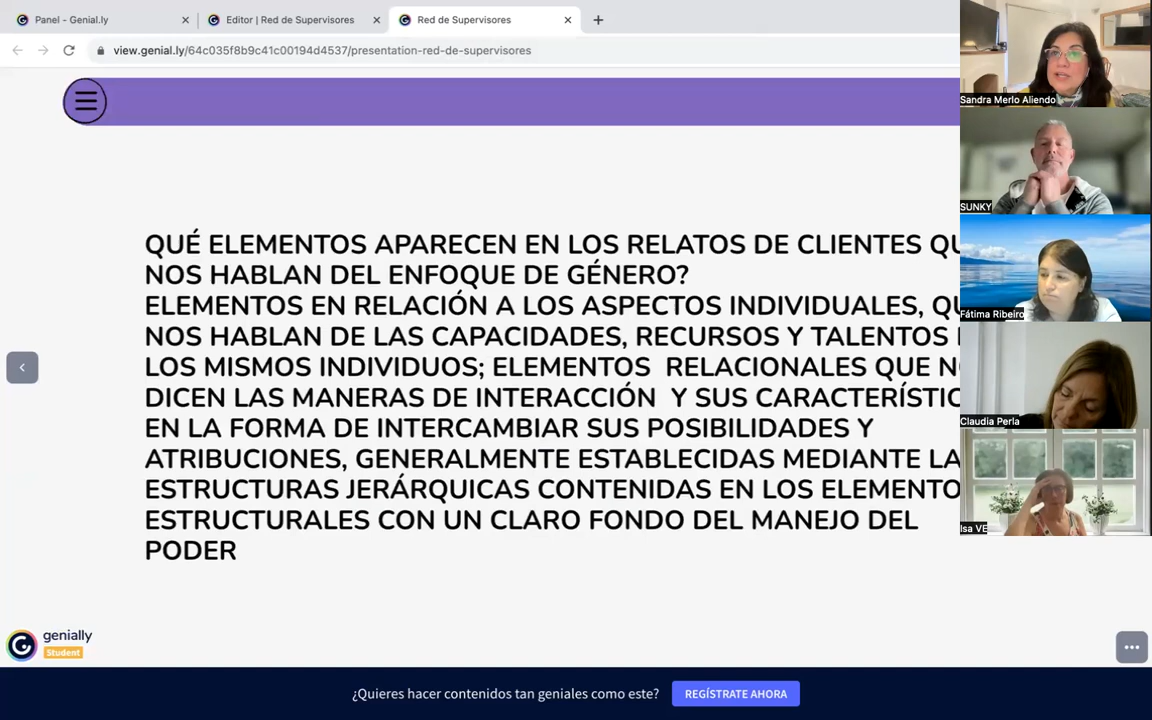 Panel - Genial.ly
Editor | Red de Supervisores
Red de Supervisores
view.genial.ly/64c035f8b9c41c00194d4537/presentation-red-de-supervisores
QUÉ ELEMENTOS APARECEN EN LOS RELATOS DE CLIENTES QU
NOS HABLAN DEL ENFOQUE DE GÉNERO?
ELEMENTOS EN RELACIÓN A LOS ASPECTOS INDIVIDUALES, QU
NOS HABLAN DE LAS CAPACIDADES, RECURSOS Y TALENTOS
LOS MISMOS INDIVIDUOS; ELEMENTOS RELACIONALES QUE NO
DICEN LAS MANERAS DE INTERACCIÓN Y SUS CARACTERÍSTIC
EN LA FORMA DE INTERCAMBIAR SUS POSIBILIDADES Y
ATRIBUCIONES, GENERALMENTE ESTABLECIDAS MEDIANTE LA
ESTRUCTURAS JERÁRQUICAS CONTENIDAS EN LOS ELEMENTO
ESTRUCTURALES CON UN CLARO FONDO DEL MANEJO DEL
PODER
Sandra Merlo Aliendo
SUNKY
Fátima Ribeiro
Claudia Perla
Isa VE
genially
Student
¿Quieres hacer contenidos tan geniales como este?
REGÍSTRATE AHORA